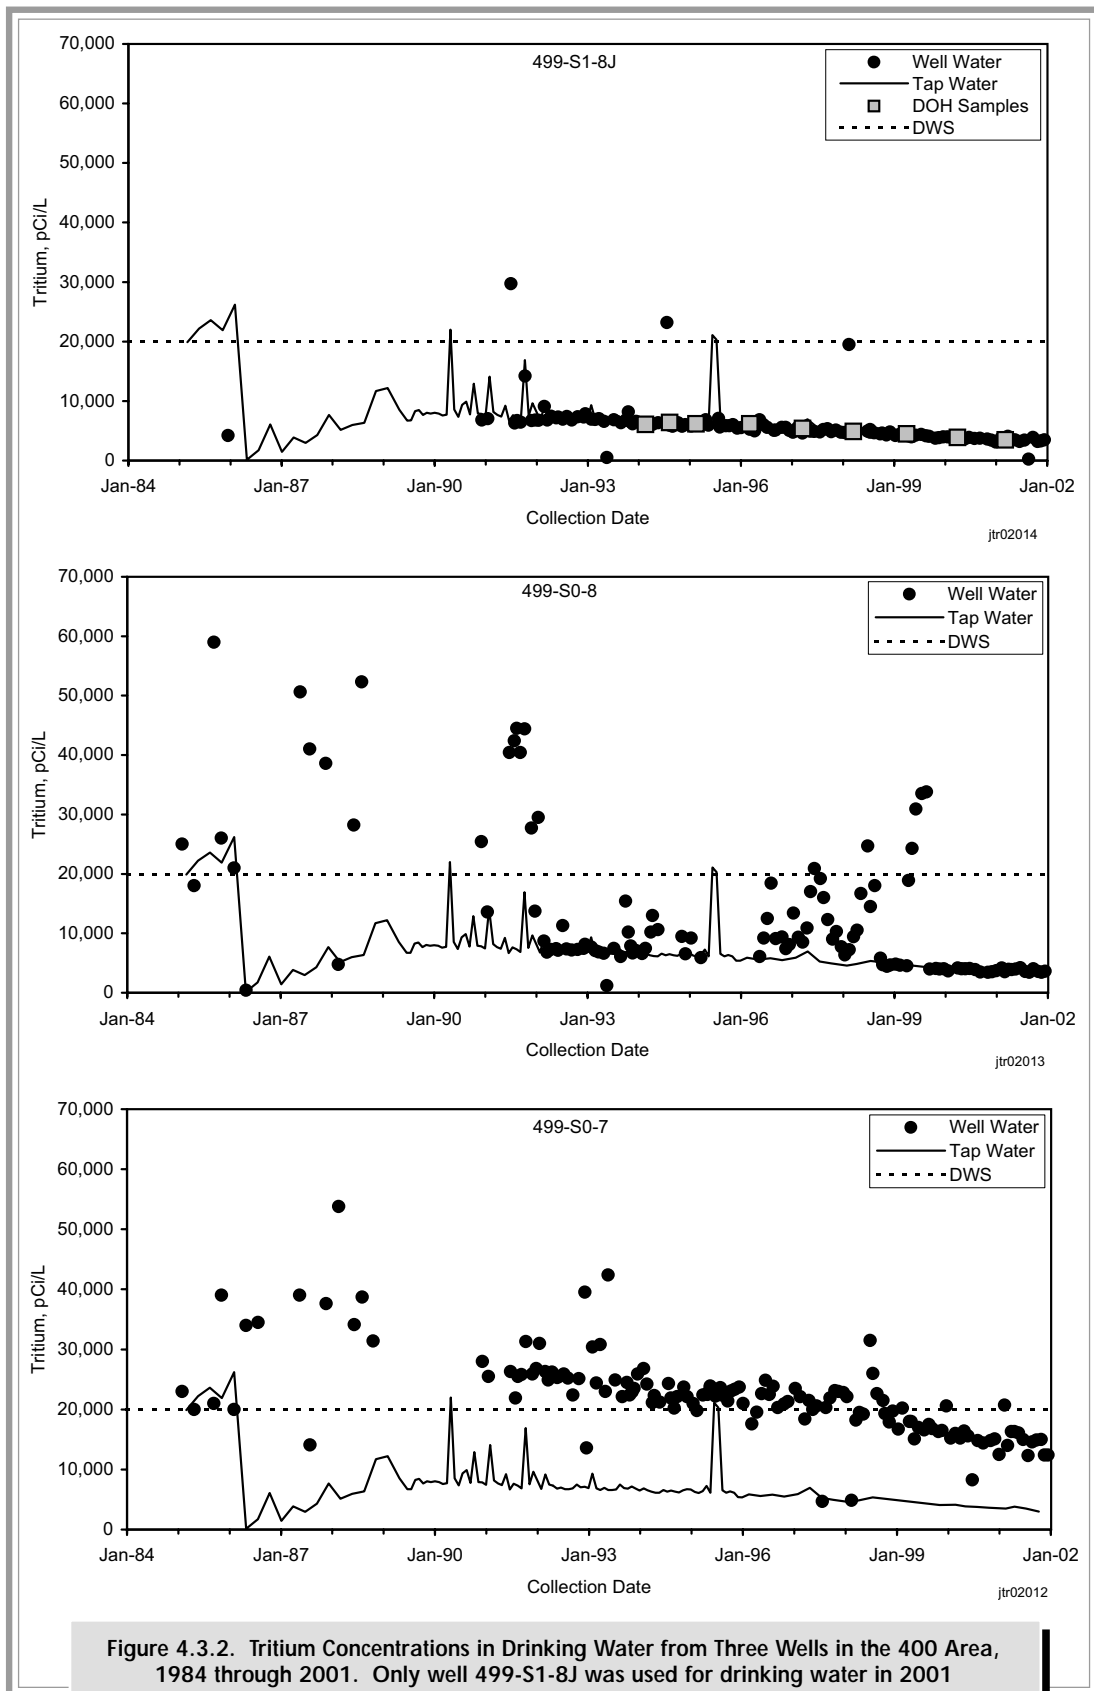 499-S1-8J
70,000
60,000
50,000
40,000
30,000
20,000
10,000
0
Tritium, pCi/L
Well Water
Tap Water
DOH Samples
DWS
Jan-84 Jan-87 Jan-90 Jan-93 Jan-96 Jan-99 Jan-02
Collection Date
jtr02014
499-S0-8
70,000
60,000
50,000
40,000
30,000
20,000
10,000
0
Tritium, pCi/L
Well Water
Tap Water
DWS
Jan-84 Jan-87 Jan-90 Jan-93 Jan-96 Jan-99 Jan-02
Collection Date
jtr02013
499-S0-7
70,000
60,000
50,000
40,000
30,000
20,000
10,000
0
Tritium, pCi/L
Well Water
Tap Water
DWS
Jan-84 Jan-87 Jan-90 Jan-93 Jan-96 Jan-99 Jan-02
Collection Date
jtr02012
Figure 4.3.2. Tritium Concentrations in Drinking Water from Three Wells in the 400 Area,
1984 through 2001. Only well 499-S1-8J was used for drinking water in 2001